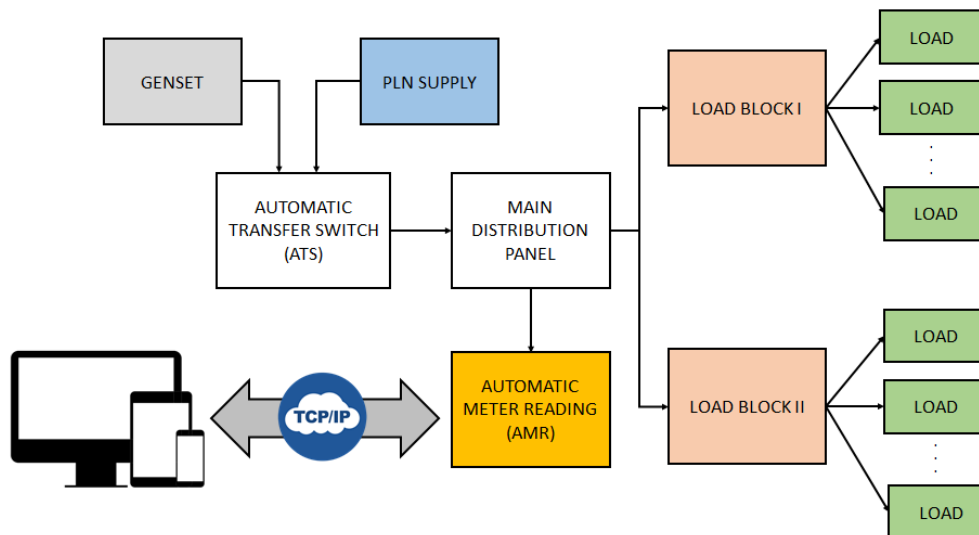 GENSET
PLN SUPPLY
AUTOMATIC
TRANSFER SWITCH
(ATS)
MAIN
DISTRIBUTION
PANEL
LOAD BLOCK I
LOAD
LOAD
LOAD
TCP/IP
AUTOMATIC
METER READING
(AMR)
LOAD BLOCK II
LOAD
LOAD
LOAD